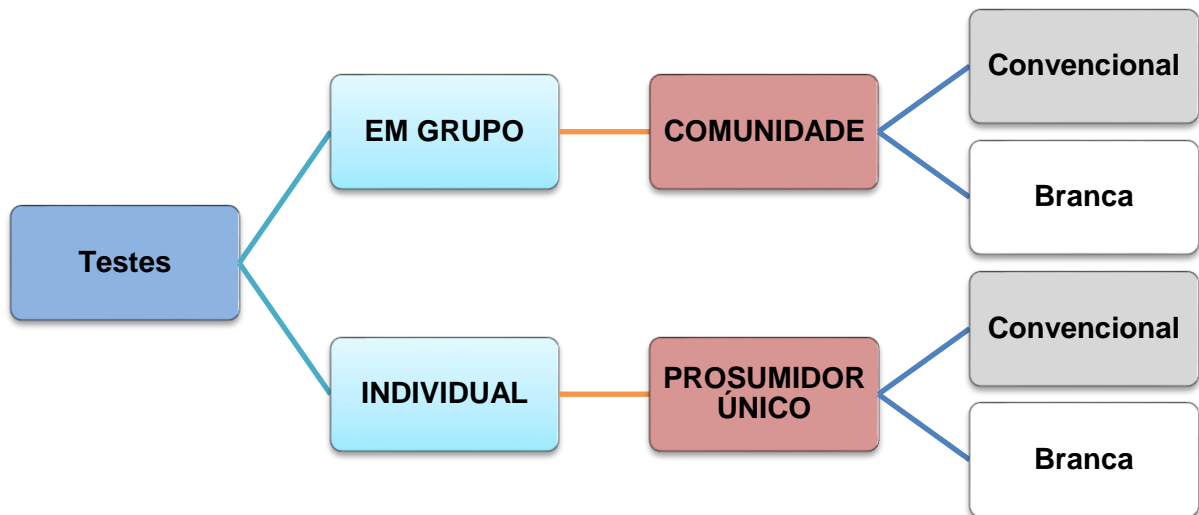 Testes
EM GRUPO
COMUNIDADE
Convencional
Branca
INDIVIDUAL
PROSUMIDOR
ÚNICO
Convencional
Branca